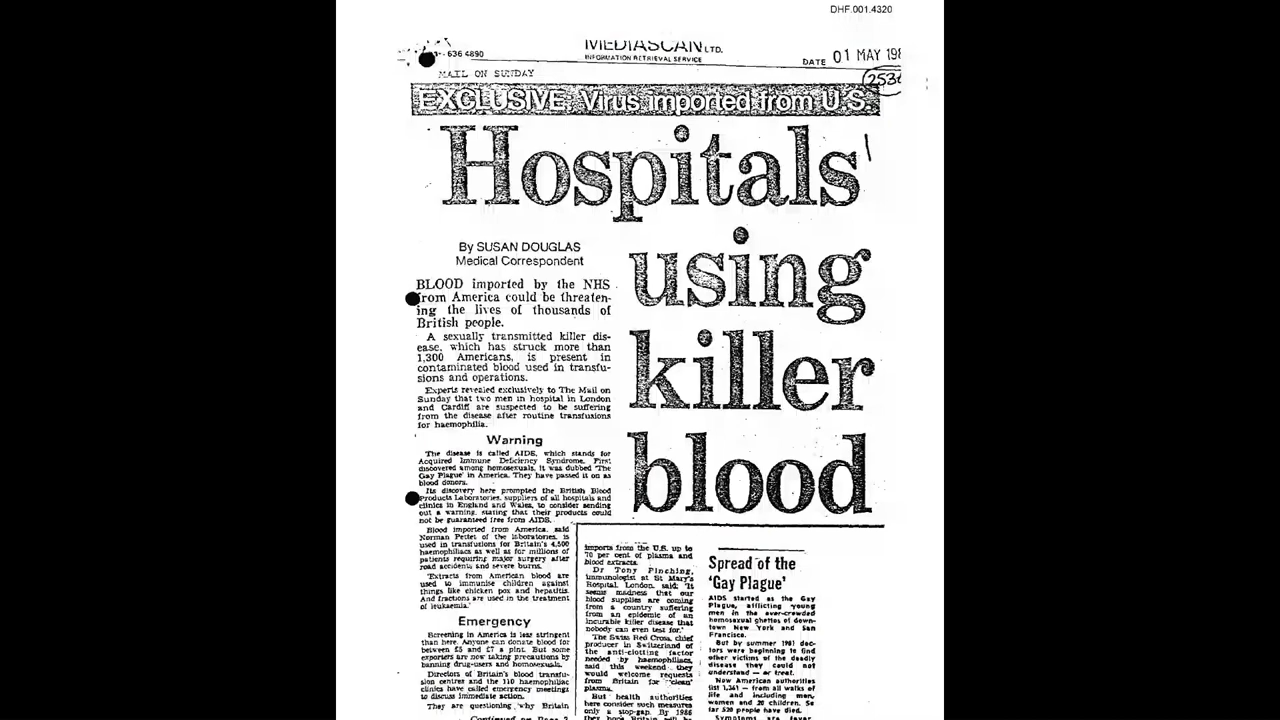 DHF.001.4320
636 4890
MEDIASCAN LTD.
INFORMATION RETRIEVAL SERVICE
DATE 01 MAY 198
MAIL ON SUNDAY
EXCLUSIVE: Virus imported from U.S.
Hospitals
using
killer
blood
By SUSAN DOUGLAS
Medical Correspondent
BLOOD imported by the NHS
from America could be threaten-
ing the lives of thousands of
British people.
A sexually transmitted killer dis-
ease, which has struck more than
1,300 Americans, is present in
contaminated blood used in transfu-
sions and operations.
Experts revealed exclusively to The Mail on
Sunday that two men in hospital in London
and Cardiff are suspected to be suffering
from the disease after routine transfusions
for haemophilia.
Warning
The disease is called AIDS, which stands for
Acquired Immune Deficiency Syndrome. First
discovered among homosexuals, it was dubbed 'The
Gay Plague' in America. They have passed it on as
blood donors.
Its discovery here prompted the British Blood
Products Laboratories, suppliers of all hospitals and
clinics in England and Wales, to consider sending
out a warning, stating that their products could
not be guaranteed free from AIDS.
Blood imported from America, said
Norman Pettet of the laboratories, is
used in transfusions for Britain's 4,500
haemophiliacs as well as for millions of
patients requiring major surgery after
road accidents and severe burns.
'Extracts from American blood are
used to immunise children against
things like chicken pox and hepatitis.
And fractions are used in the treatment
of leukaemia.'
Emergency
Screening in America is less stringent
than here. Anyone can donate blood for
between £5 and £7 a pint. But some
exporters are now taking precautions by
banning drug-users and homosexuals.
Directors of Britain's blood transfu-
sion centres and the 110 haemophiliac
clinics have called emergency meetings
to discuss immediate action.
They are questioning why Britain
Continued on Page 2
imports from the U.S. up to
70 per cent of plasma and
blood extracts.
Dr Tony Pinching,
immunologist at St Mary's
Hospital, London, said: 'It
seems madness that our
blood supplies are coming
from a country suffering
from an epidemic of an
incurable killer disease that
nobody can even test for.'
The Swiss Red Cross, chief
producer in Switzerland of
the anti-clotting factor
needed by haemophiliacs,
said this weekend they
would welcome requests
from Britain for 'clean'
plasma.
But health authorities
here consider such measures
only a stop-gap. By 1986
they hope Britain will be
Spread of the
'Gay Plague'
AIDS started as the Gay
Plague, afflicting young
men in the over-crowded
homosexual ghettos of down-
town New York and San
Francisco.
But by summer 1981 doc-
tors were beginning to find
other victims of the deadly
disease they could not
understand — or treat.
Now American authorities
list 1,361 — from all walks of
life and including men,
women and 20 children. So
far 520 people have died.
Symptoms are fever,